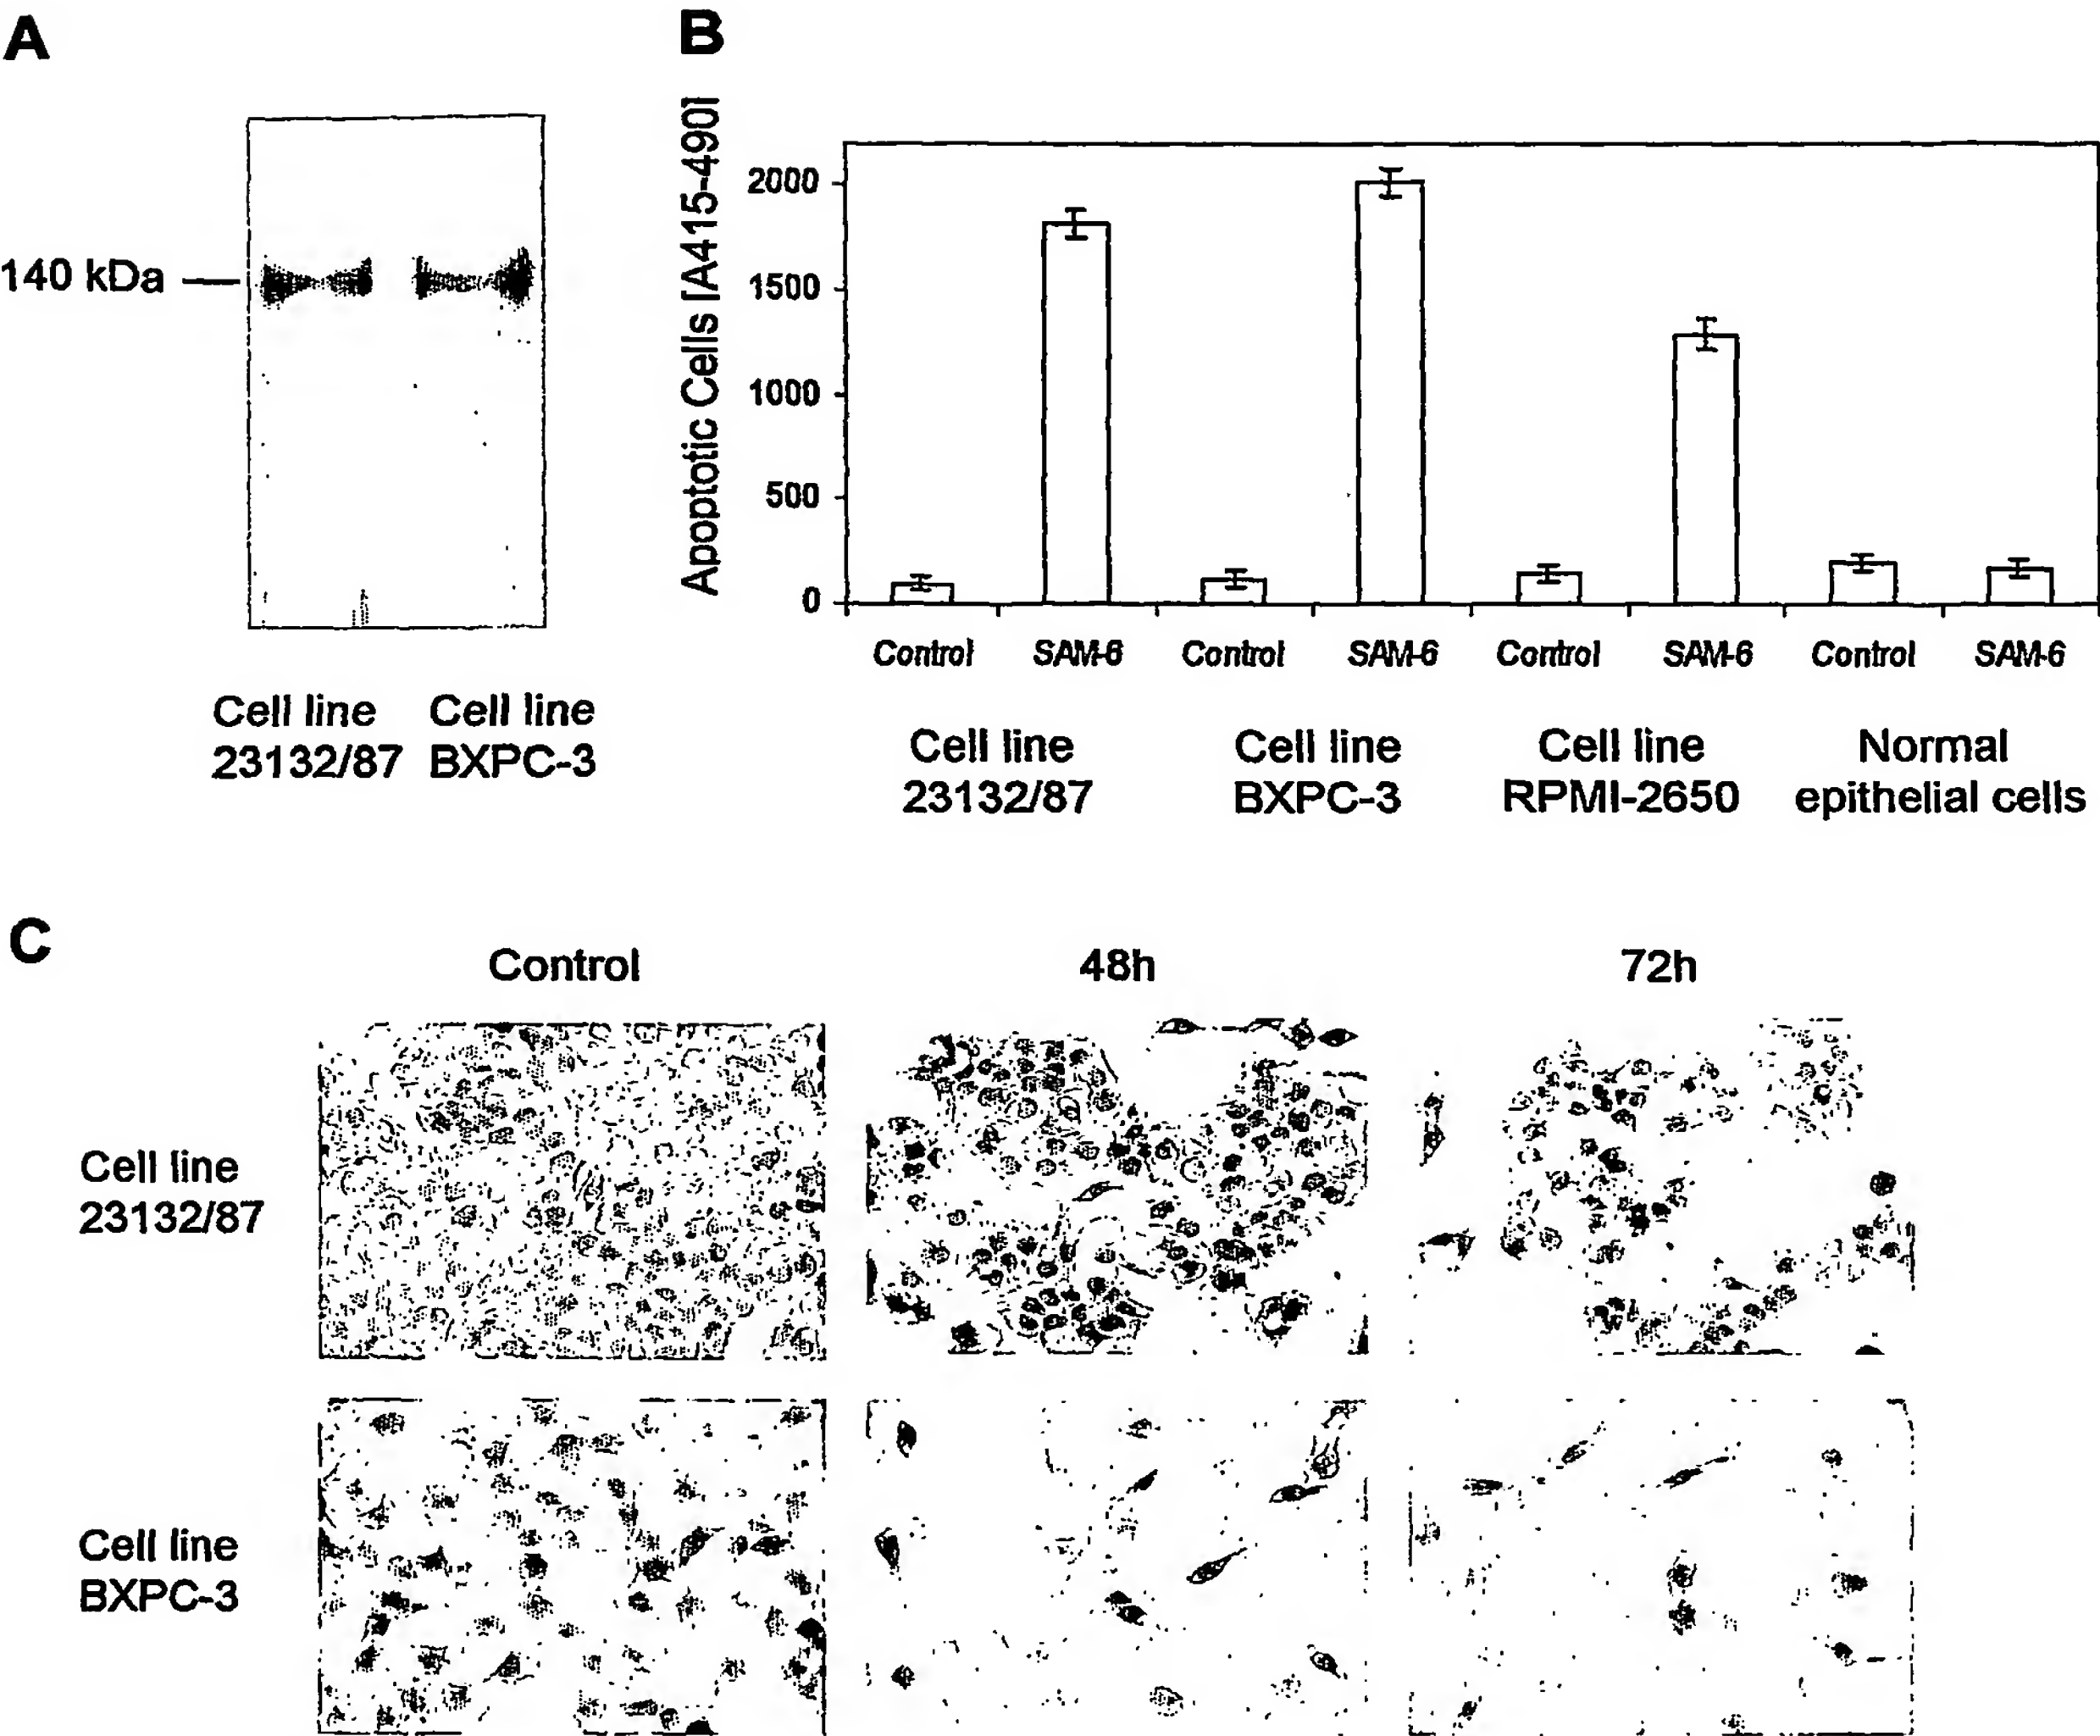 A
140 kDa
Cell line
23132/87
Cell line
BXPC-3
B
Apoptotic Cells [A415-490]
2000
1500
1000
500
0
Control
SAM-6
Control
SAM-6
Control
SAM-6
Control
SAM-6
Cell line
23132/87
Cell line
BXPC-3
Cell line
RPMI-2650
Normal
epithelial cells
C
Control
48h
72h
Cell line
23132/87
Cell line
BXPC-3